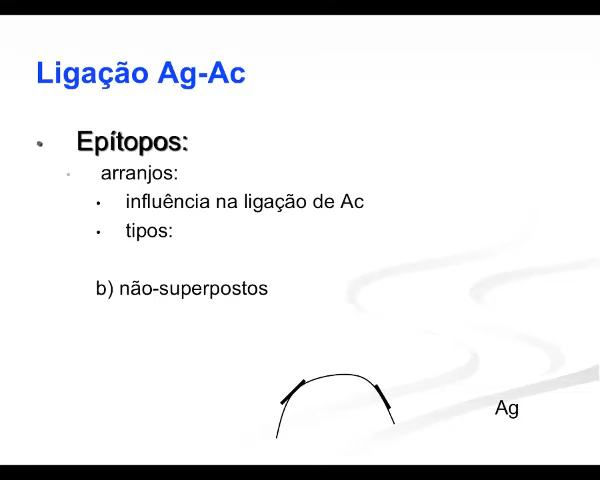 Ligação Ag-Ac
• Epítopos:
• arranjos:
• influência na ligação de Ac
• tipos:
b) não-superpostos
Ag